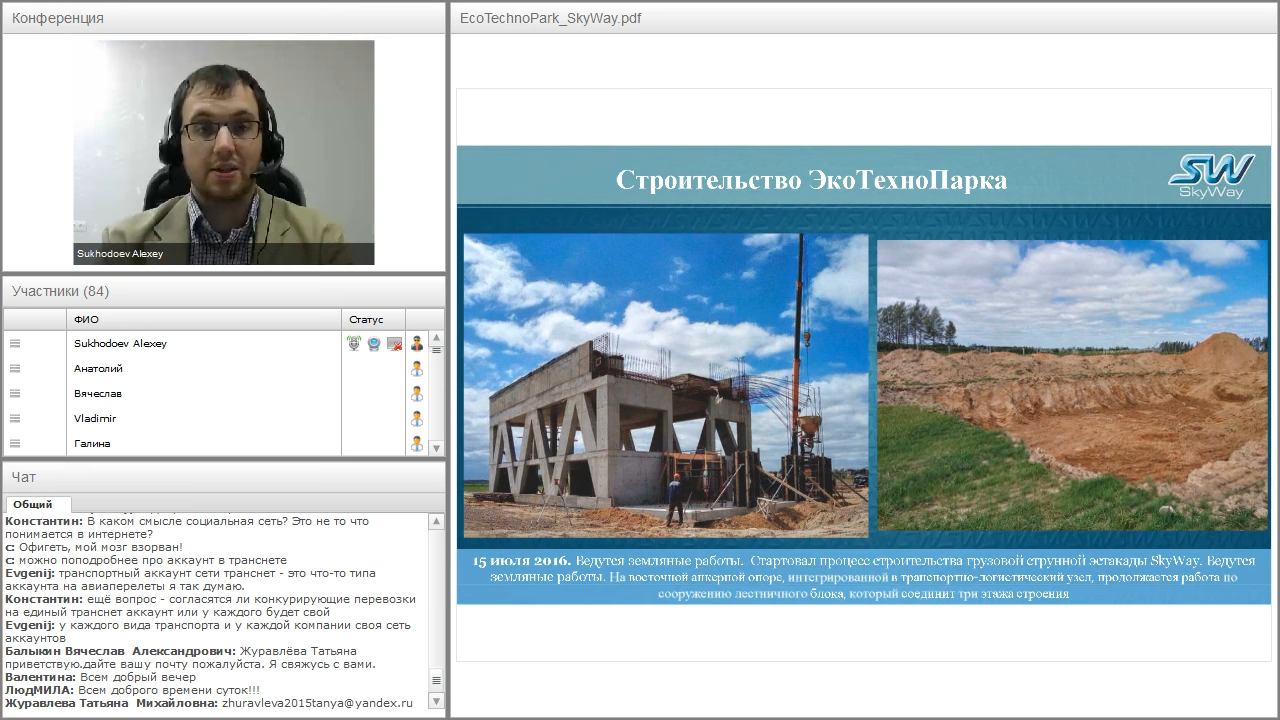 Конференция
Sukhodoev Alexey
Участники (84)
ФИО
Статус
Sukhodoev Alexey
Анатолий
Вячеслав
Vladimir
Галина
Чат
Общий
Константин: В каком смысле социальная сеть? Это не то что
понимается в интернете?
с: Офигеть, мой мозг взорван!
с: можно поподробнее про аккаунт в транснете
Evgenij: транспортный аккаунт сети транснет - это что-то типа
аккаунта на авиаперелеты я так думаю.
Константин: ещё вопрос - согласятся ли конкурирующие перевозки
на единый транснет аккаунт или у каждого будет свой
Evgenij: у каждого вида транспорта и у каждой компании своя сеть
аккаунтов
Балыкин Вячеслав Александрович: Журавлёва Татьяна
приветствую.дайте вашу почту пожалуйста. Я свяжусь с вами.
Валентина: Всем добрый вечер
ЛюдМИЛА: Всем доброго времени суток!!!
Журавлева Татьяна Михайловна: zhuravleva2015tanya@yandex.ru
EcoTechnoPark_SkyWay.pdf
Строительство ЭкоТехноПарка
SW
SkyWay
15 июля 2016. Ведутся земляные работы. Стартовал процесс строительства грузовой струнной эстакады SkyWay. Ведутся
земляные работы. На восточной анкерной опоре, интегрированной в транспортно-логистический узел, продолжается работа по
сооружению лестничного блока, который соединит три этажа строения